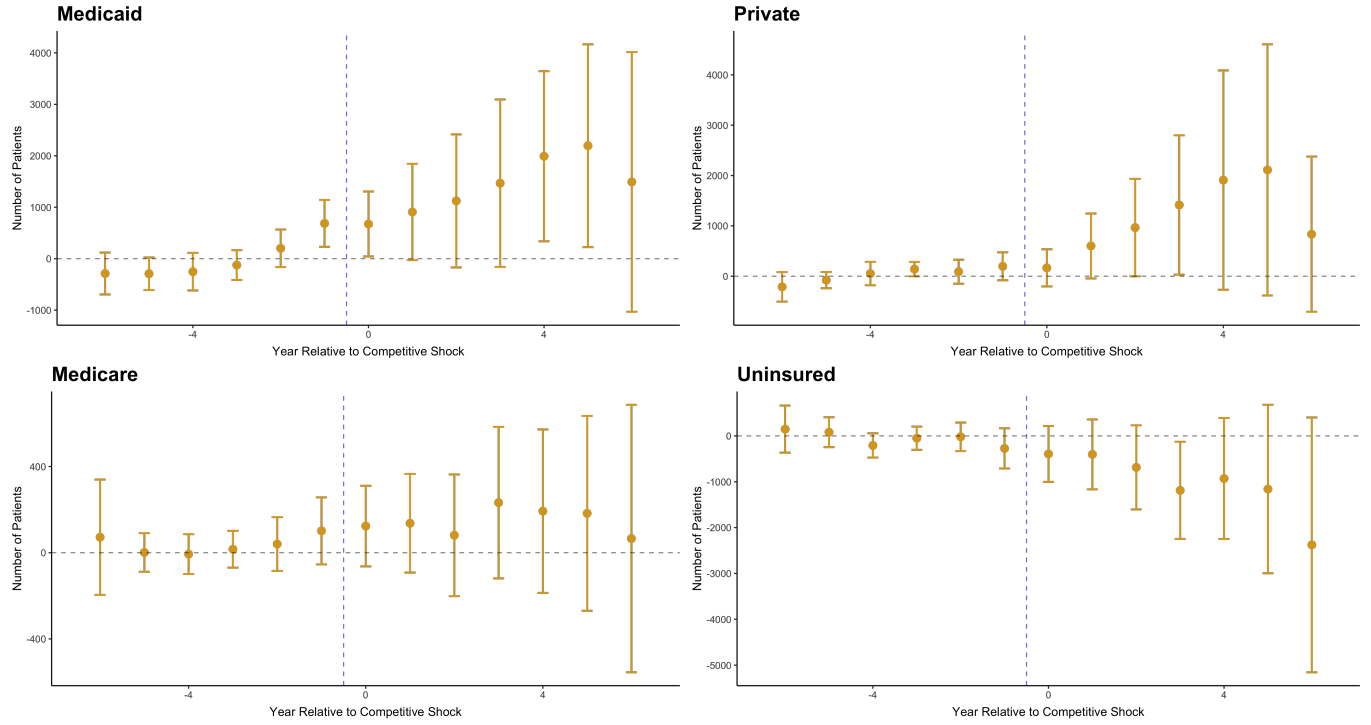 Medicaid
Number of Patients
4000
3000
2000
1000
0
-1000
-4
0
4
Year Relative to Competitive Shock
Private
Number of Patients
4000
3000
2000
1000
0
-4
0
4
Year Relative to Competitive Shock
Medicare
Number of Patients
400
0
-400
-4
0
4
Year Relative to Competitive Shock
Uninsured
Number of Patients
0
-1000
-2000
-3000
-4000
-5000
-4
0
4
Year Relative to Competitive Shock